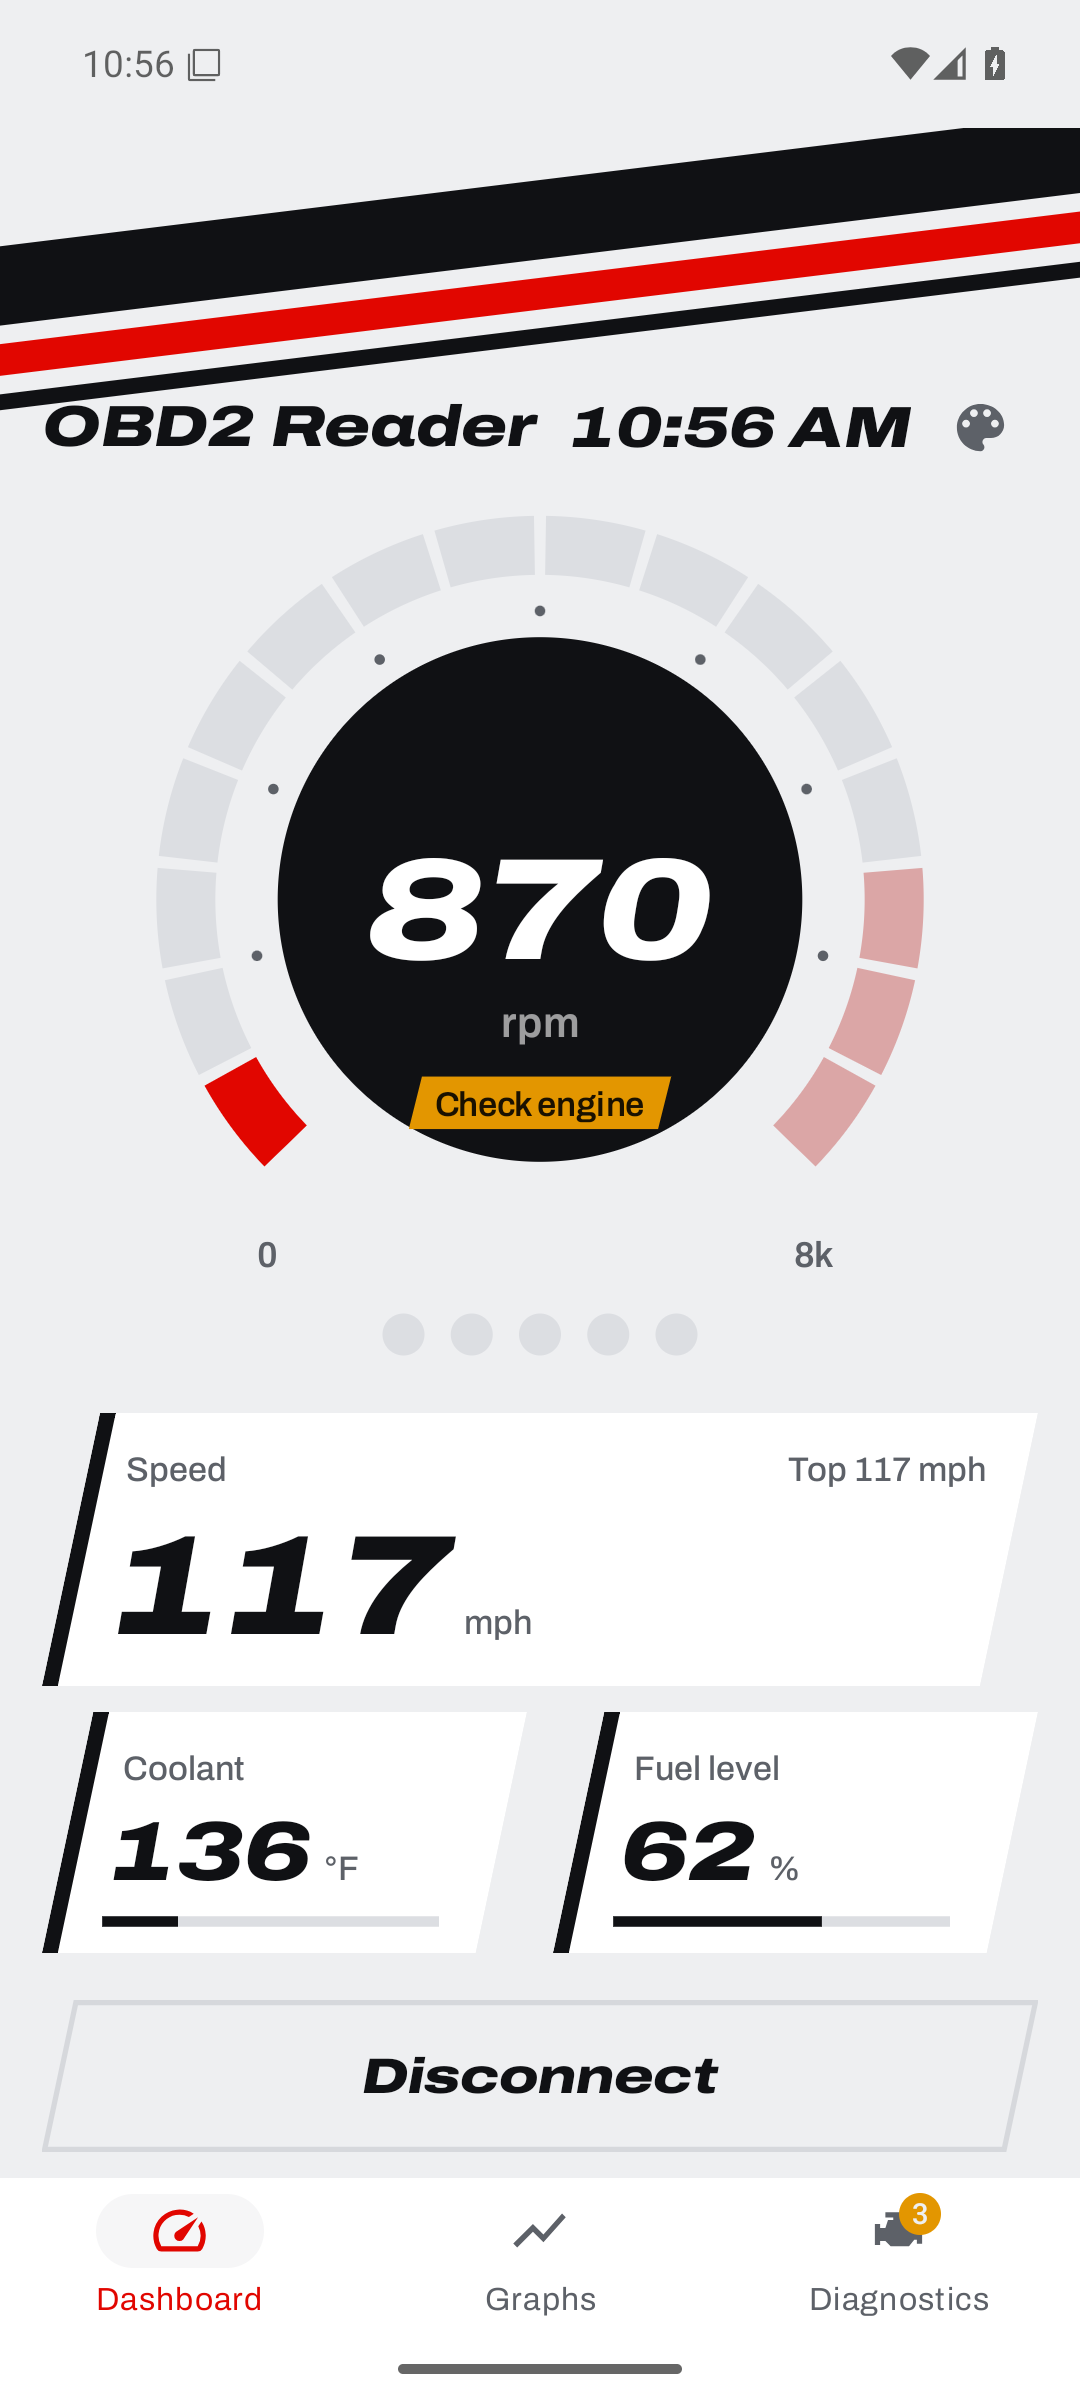 10:56
OBD2 Reader 10:56 AM
870
rpm
Check engine
0 8k
Speed Top 117 mph
117 mph
Coolant Fuel level
136 °F 62 %
Disconnect
3
Dashboard Graphs Diagnostics